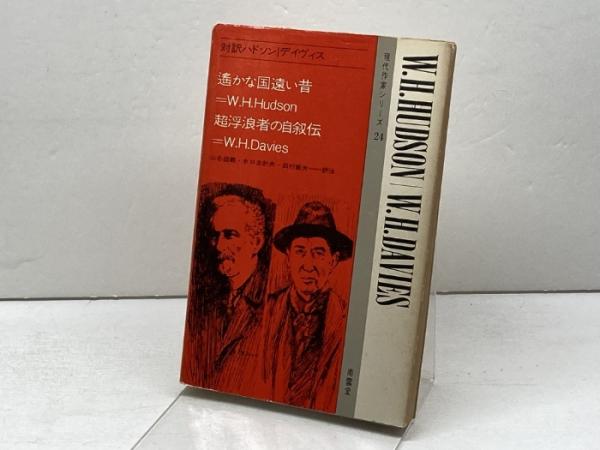 対訳ハドソン/デイヴィス
遙かな国遠い昔
=W.H.Hudson
超浮浪者の自叙伝
=W.H.Davies
現代作家シリーズ 24
W.H.HUDSON/W.H.DAVIES
南雲堂